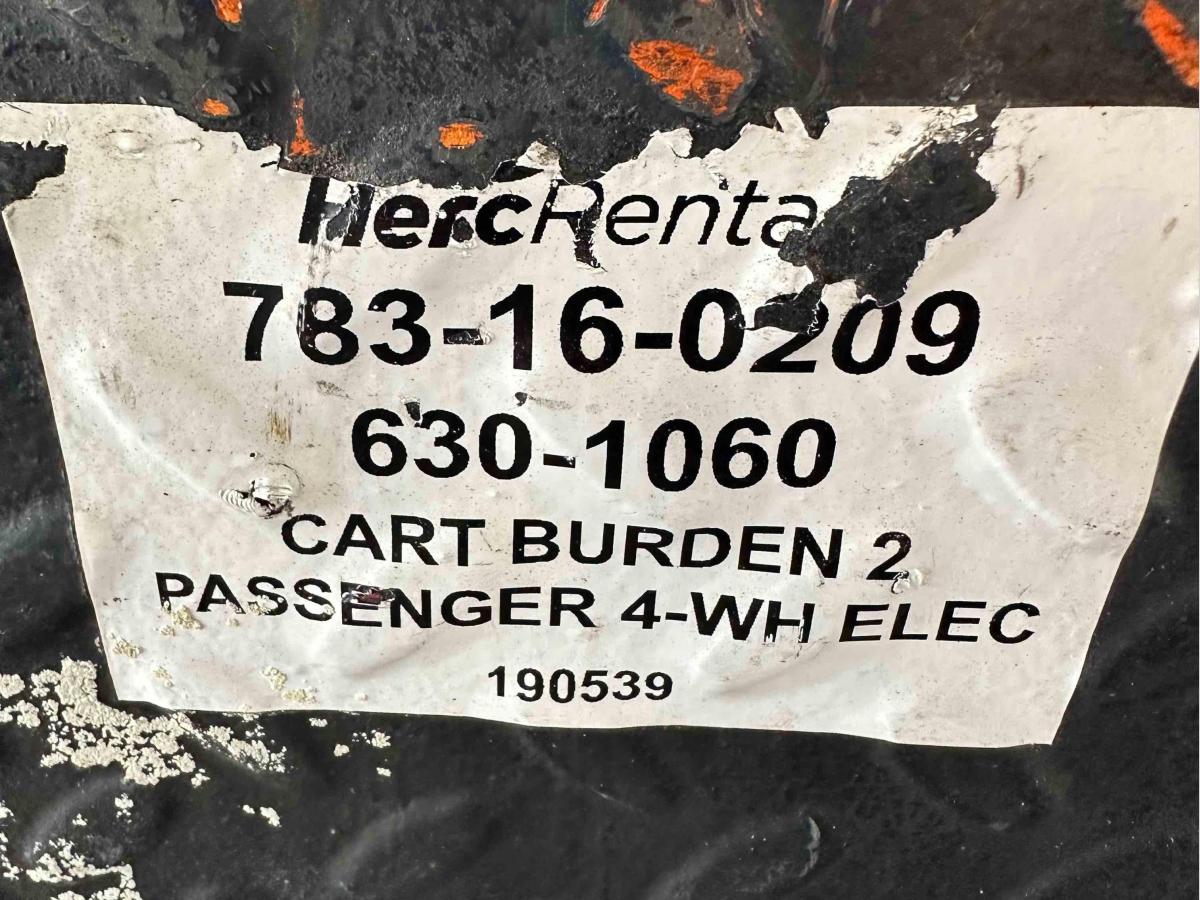 HercRenta
783-16-0209
630-1060
CART BURDEN 2
PASSENGER 4-WH ELEC
190539